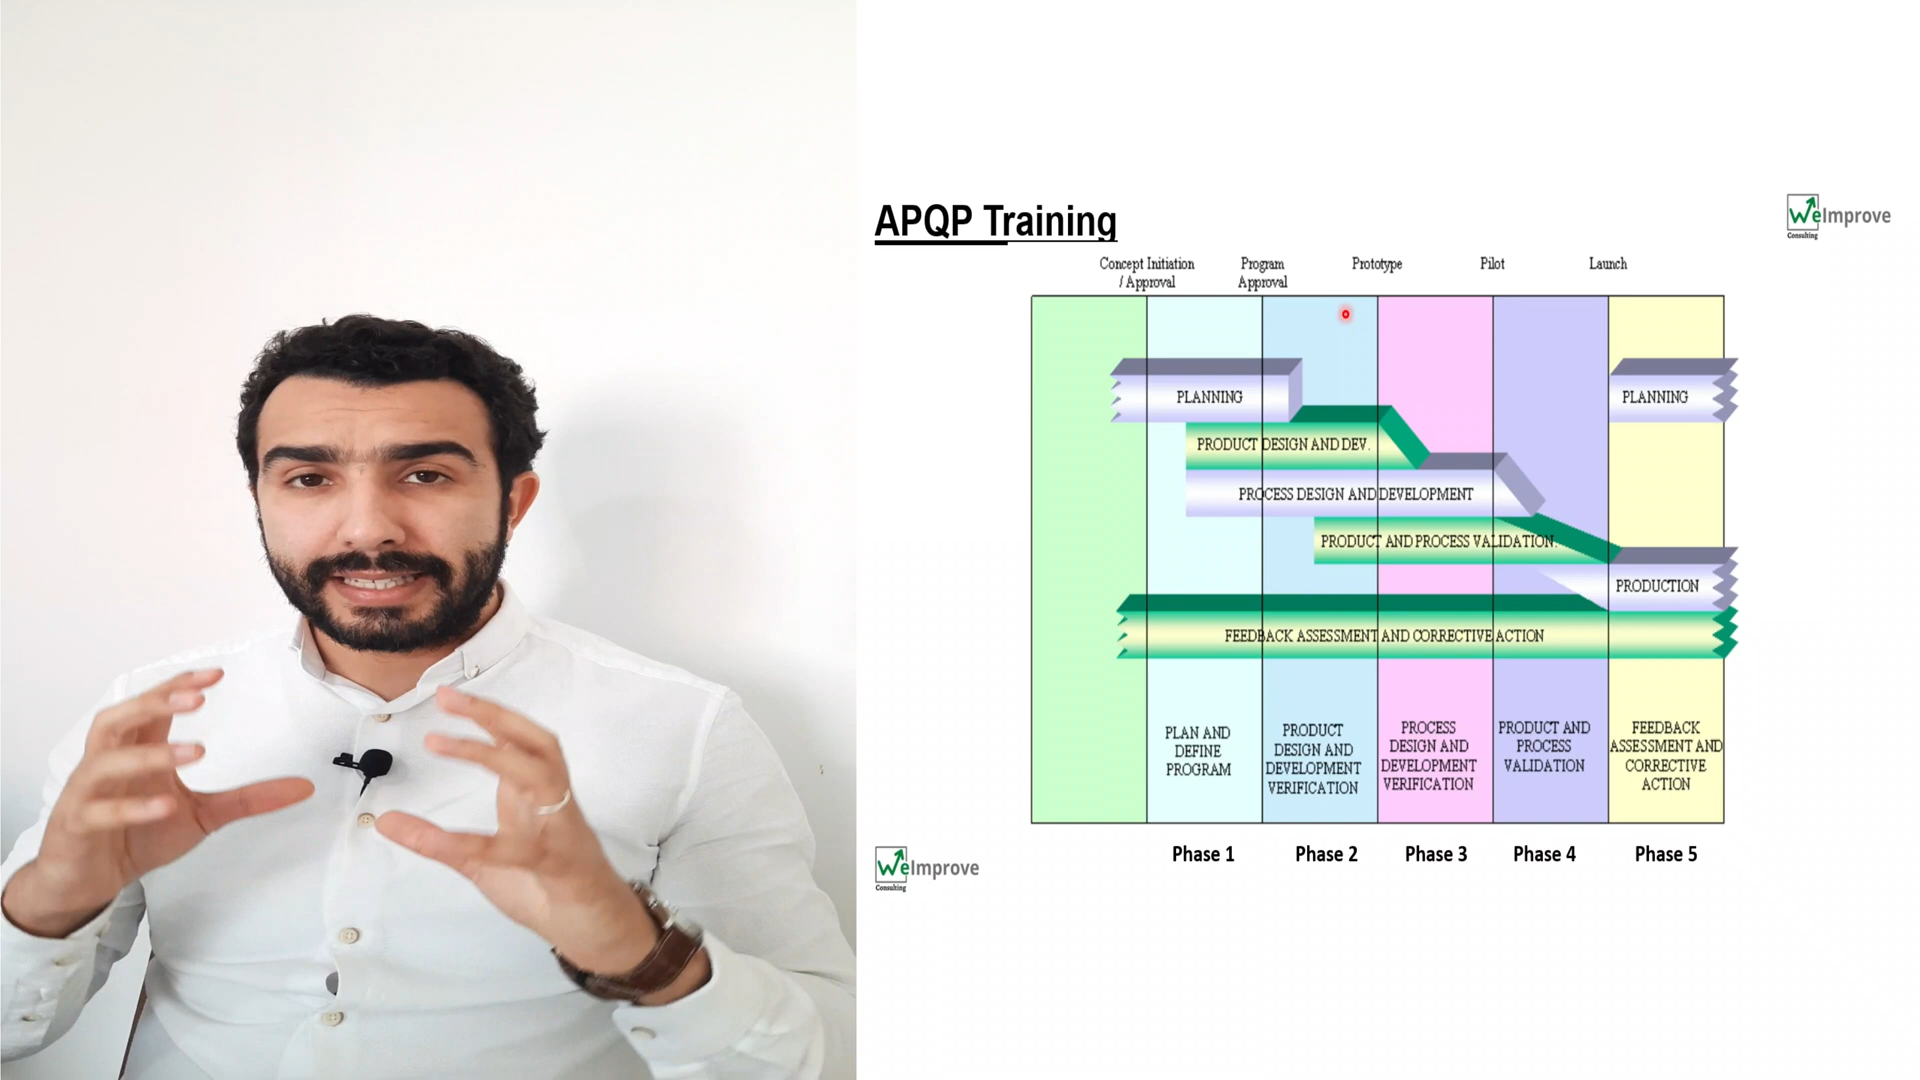 APQP Training
WeImprove
Consulting
Concept Initiation
/ Approval
Program
Approval
Prototype
Pilot
Launch
PLANNING
PLANNING
PRODUCT DESIGN AND DEV.
PROCESS DESIGN AND DEVELOPMENT
PRODUCT AND PROCESS VALIDATION.
PRODUCTION
FEEDBACK ASSESSMENT AND CORRECTIVE ACTION
PLAN AND
DEFINE
PROGRAM
PRODUCT
DESIGN AND
DEVELOPMENT
VERIFICATION
PROCESS
DESIGN AND
DEVELOPMENT
VERIFICATION
PRODUCT AND
PROCESS
VALIDATION
FEEDBACK
ASSESSMENT AND
CORRECTIVE
ACTION
Phase 1
Phase 2
Phase 3
Phase 4
Phase 5
WeImprove
Consulting